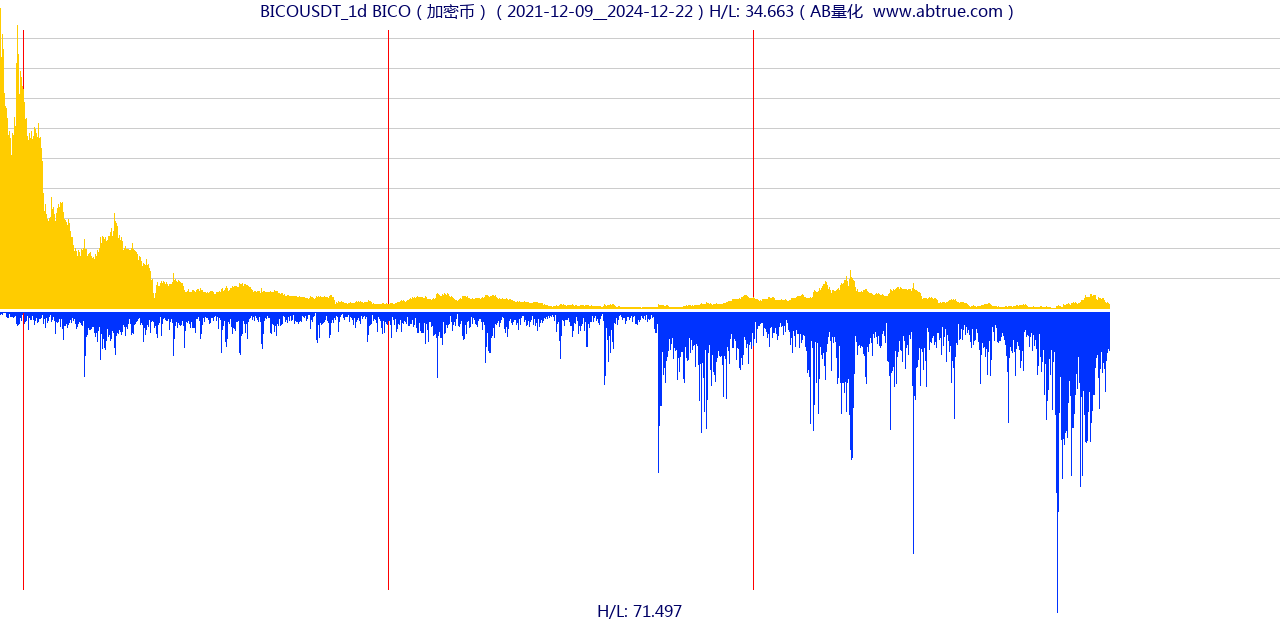 BICOUSDT_1d BICO ( 加密币 ) ( 2021-12-09__2024-12-22 ) H/L: 34.663 ( AB量化  www.abtrue.com )
H/L: 71.497